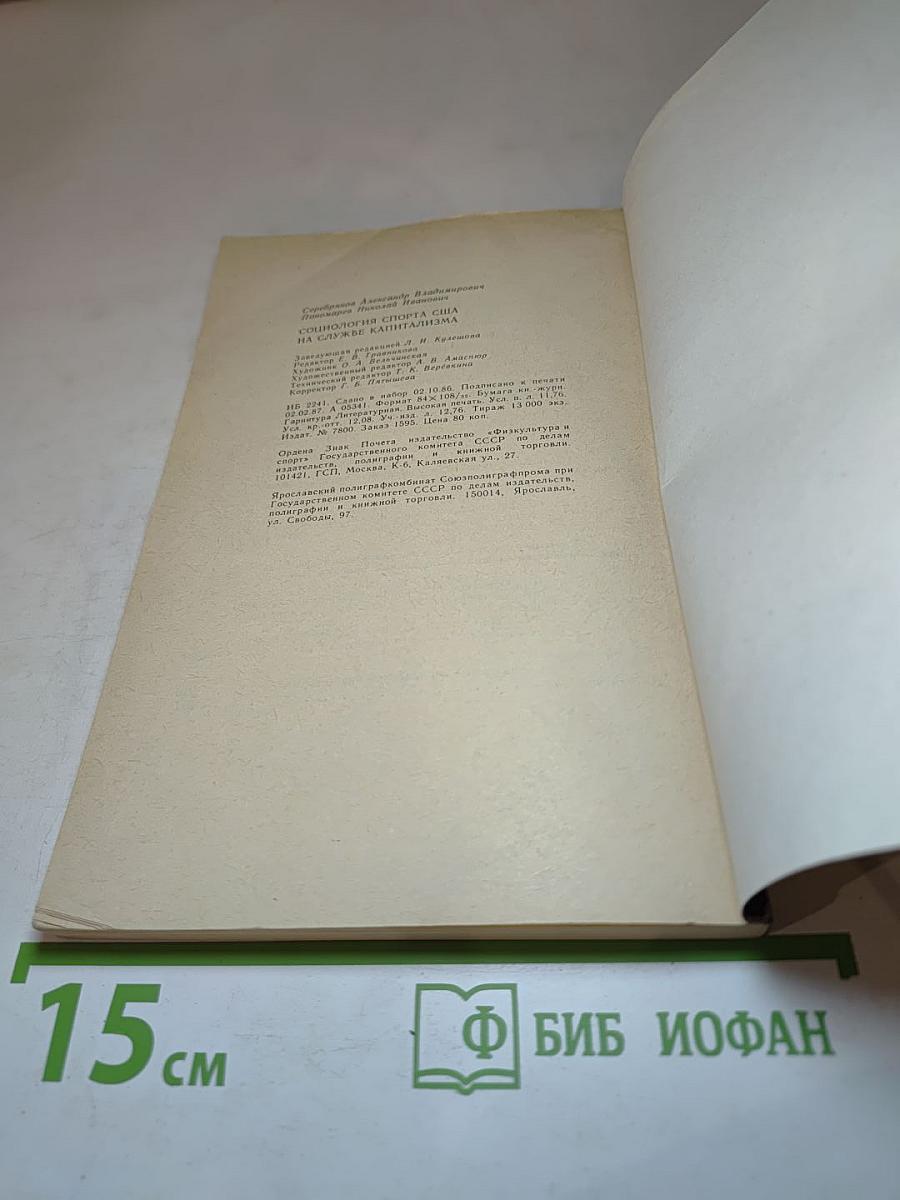 Серебряков Александр Владимирович
Пономарев Николай Иванович
СОЦИОЛОГИЯ СПОРТА США
НА СЛУЖБЕ КАПИТАЛИЗМА
Заведующая редакцией Л. И. Кулешова
Редактор Е. В. Гравникова
Художник О. А. Вельчинская
Художественный редактор А. В. Амаспюр
Технический редактор Т. К. Верёвкина
Корректор Г. Б. Пятышева
ИБ 2241. Сдано в набор 02.10.86. Подписано к печати
02.02.87. А 05341. Формат 84×108/32. Бумага кн.-журн.
Гарнитура Литературная. Высокая печать. Усл. п. л. 11,76.
Усл. кр.-отт. 12,08. Уч.-изд. л. 12,76. Тираж 13 000 экз.
Издат. № 7800. Заказ 1595. Цена 80 коп.
Ордена Знак Почета издательство «Физкультура и
спорт» Государственного комитета СССР по делам
издательств, полиграфии и книжной торговли.
101421, ГСП, Москва, К-6, Каляевская ул., 27.
Ярославский полиграфкомбинат Союзполиграфпрома при
Государственном комитете СССР по делам издательств,
полиграфии и книжной торговли. 150014, Ярославль,
ул. Свободы, 97.
15 см
Ф БИБ ИОФАН